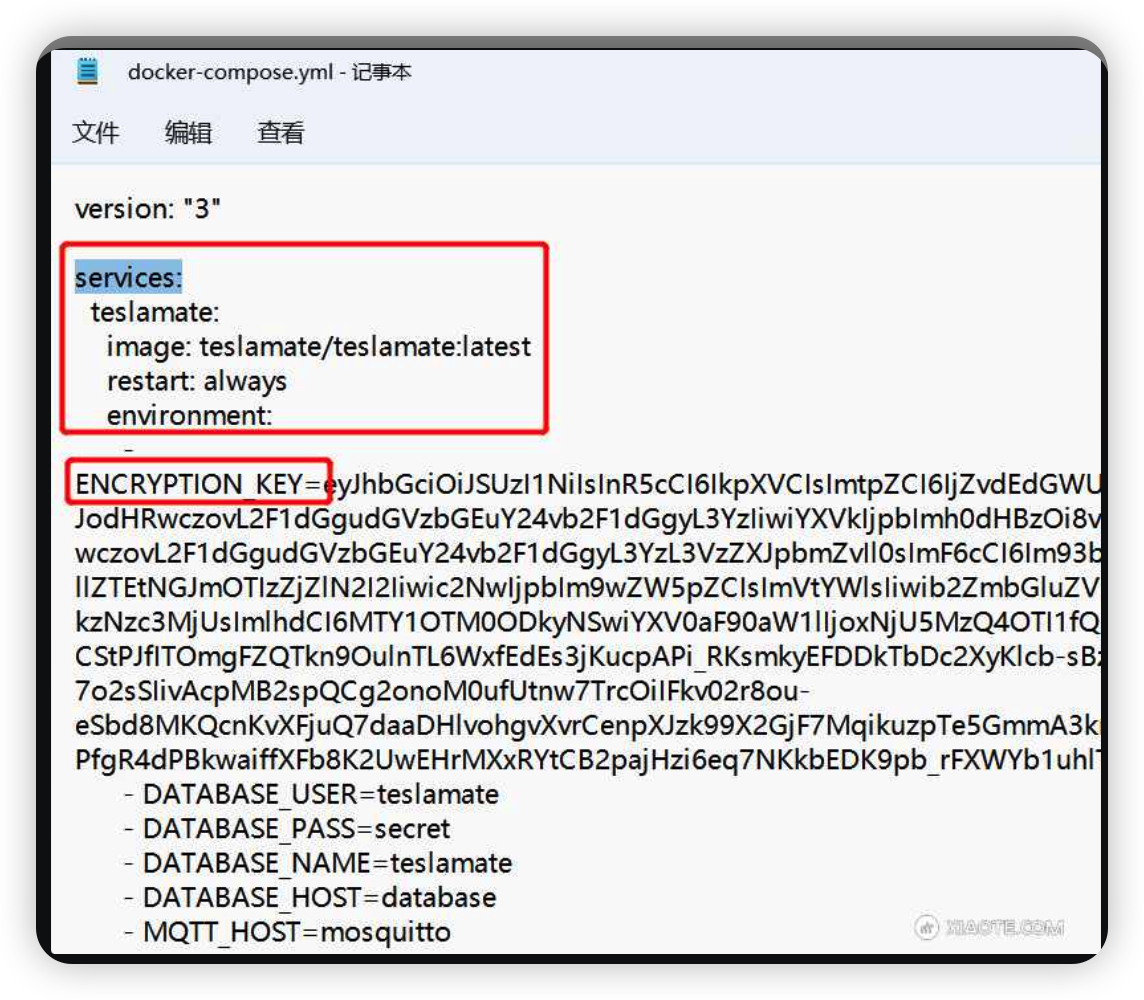 docker-compose.yml - 记事本
文件 编辑 查看
version: "3"
services:
teslamate:
image: teslamate/teslamate:latest
restart: always
environment:
-
ENCRYPTION_KEY=eyJhbGciOiJSUzI1NiIsInR5cCI6IkpXVCIsImtpZCI6IjZvdEdGWU
JodHRwczovL2F1dGgudGVzbGEuY24vb2F1dGgyL3YzIiwiYXVkIjpbImh0dHBzOi8v
wczovL2F1dGgudGVzbGEuY24vb2F1dGgyL3YzL3VzZXJpbmZvIl0sImF6cCI6Im93b
llZTEtNGJmOTIzZjZlN2I2Iiwic2NwIjpbIm9wZW5pZCIsImVtYWlsIiwib2ZmbGluZV
kzNzc3MjUsImlhdCI6MTY1OTM0ODkyNSwiYXV0aF90aW1lIjoxNjU5MzQ4OTI1fQ
CStPJfITOmgFZQTkn9OulnTL6WxfEdEs3jKucpAPi_RKsmkyEFDDkTbDc2XyKlcb-sBz
7o2sSlivAcpMB2spQCg2onoM0ufUtnw7TrcOiIFkv02r8ou-
eSbd8MKQcnKvXFjuQ7daaDHlvohgvXvrCenpXJzk99X2GjF7MqikuzpTe5GmmA3k
PfgR4dPBkwaiffXFb8K2UwEHrMXxRYtCB2pajHzi6eq7NKkbEDK9pb_rFXWYb1uhl
- DATABASE_USER=teslamate
- DATABASE_PASS=secret
- DATABASE_NAME=teslamate
- DATABASE_HOST=database
- MQTT_HOST=mosquitto
XIAOTE.COM